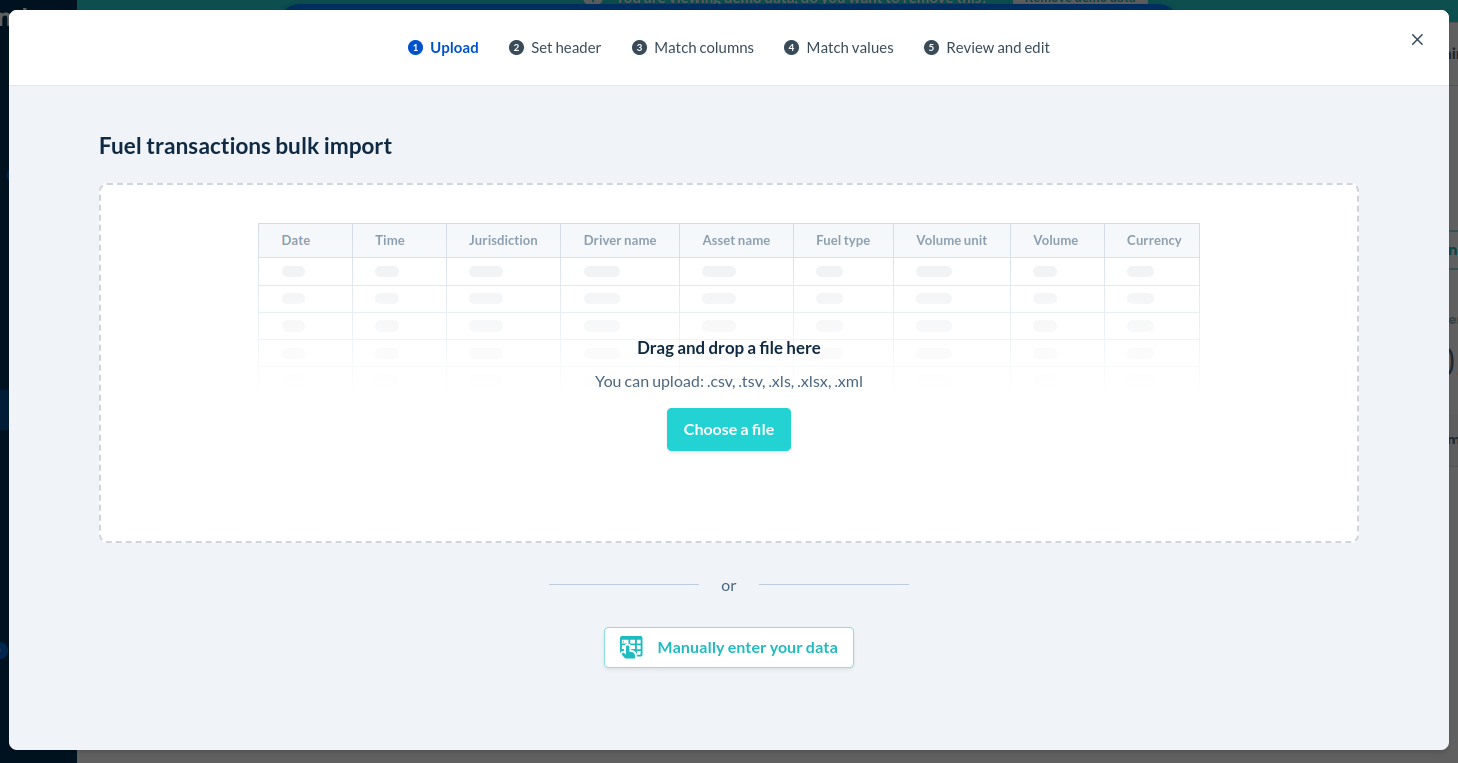 You are viewing demo data, do you want to remove this?
Remove demo data
1 Upload
2 Set header
3 Match columns
4 Match values
5 Review and edit
Fuel transactions bulk import
Date Time Jurisdiction Driver name Asset name Fuel type Volume unit Volume Currency
Drag and drop a file here
You can upload: .csv, .tsv, .xls, .xlsx, .xml
Choose a file
or
Manually enter your data